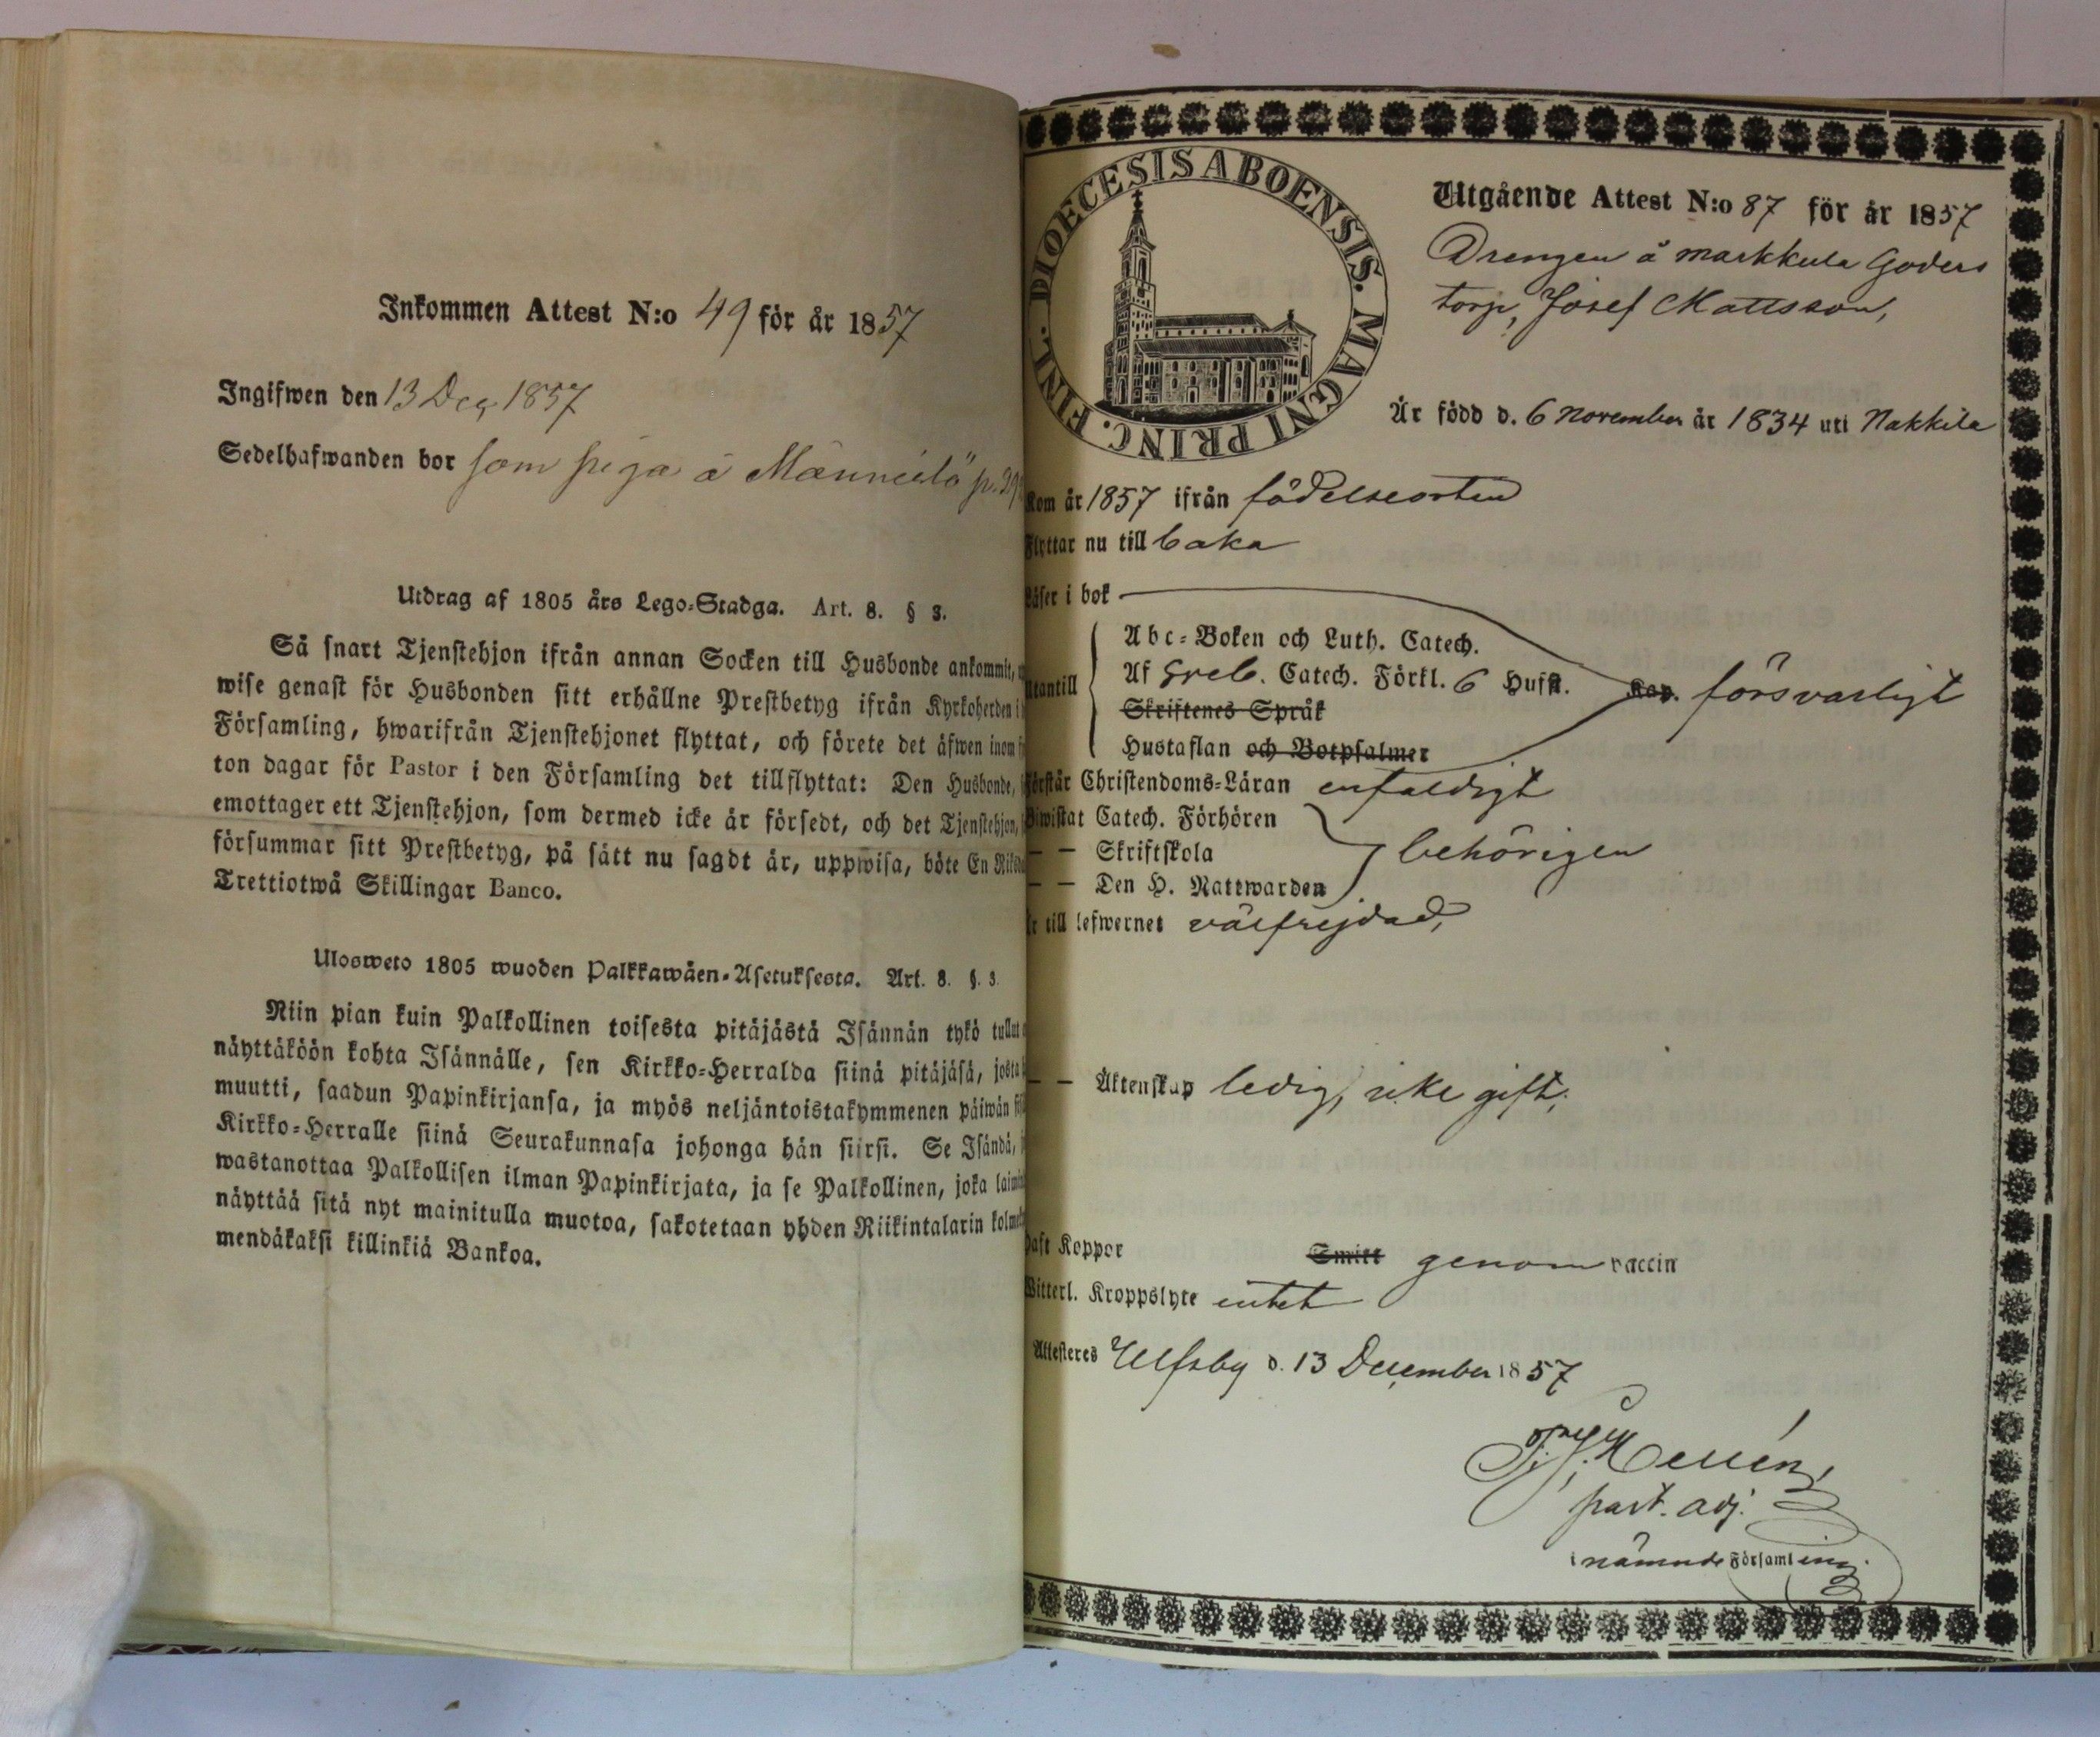 Inkommen Attest N:o 49 för år 1857
Ingifwen den 13 Dec 1857
Sedelhafwanden bor som piga å
Utdrag af 1805 års Lego-Stadga. Art. 8. § 3.
Så snart Tjenstehjon ifrån annan Socken till Husbonde ankommit,
wise genast för Husbonden sitt erhållne Prestbetyg ifrån Kyrkoherden i
Församling, hwarifrån Tjenstehjonet flyttat, och förete det äfwen inom
ton dagar för Pastor i den Församling det tillflyttat: Den Husbonde,
emottager ett Tjenstehjon, som dermed icke är försedt, och det Tjenstehjon,
försummar sitt Prestbetyg, på sätt nu sagdt är, uppwisa, böte En
Trettiotwå Skillingar Banco.
Ulosweto 1805 wuoden Palkkawäen-Asetuksesta. Art. 8. §. 3.
Niin pian kuin Palkollinen toisesta pitäjästä Isännän tykö tullut
näyttäköön kohta Isännälle, sen Kirkko-Herralda siinä pitäjäsä, josta
muutti, saadun Papinkirjansa, ja myös neljäntoistakymmenen päiwän
Kirkko-Herralle siinä Seurakunnasa johonga hän siirsi. Se Isändä,
wastanottaa Palkollisen ilman Papinkirjata, ja se Palkollinen, joka
näyttää sitä nyt mainitulla muotoa, sakotetaan yhden Riikintalarin
mendäkaksi killinkiä Bankoa.
DIOECESIS ABOENSIS. MAGNI PRINC. FINL.
Utgående Attest N:o 87 för år 1857
Drengen å Markkula Goders
torp, Josef Mattsson,
Är född d. 6 November år 1834 uti Nakkila
Kom år 1857 ifrån födelseorten
Flyttar nu till baka
Läser i bok
Utantill
Abc-Boken och Luth. Catech.
Af Sveb. Catech. Förkl. 6 Hufst. Kap. försvarligt
Skriftenes Språk
Hustaflan och Botpsalmer
Förstår Christendoms-Läran enfaldigt
Biwistat Catech. Förhören
— — Skriftskola behörigen
— — Den H. Nattwarden
Är till lefwernet välfrejdad,
— — Äktenskap ledig, icke gift,
Haft Koppor Smitt genom vaccin
Witterl. Kroppslyte intet
Attesteras Ulfsby d. 13 December 1857
past. adj.
i nämnde Församling.